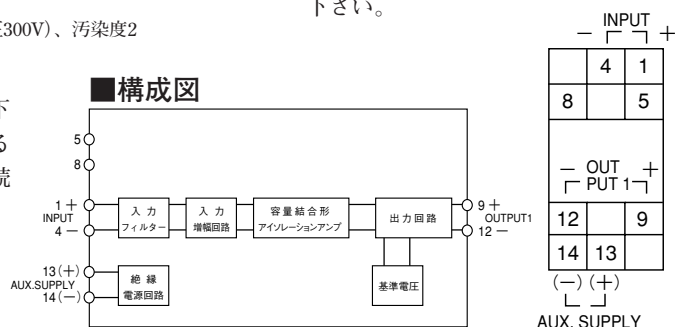 下さい。
E300V)、汚染度2
下
る
続
■構成図
5
8
1 +
INPUT
4 −
13(+)
AUX.SUPPLY
14(−)
入 力
フィルター
入 力
増幅回路
容量結合形
アイソレーションアンプ
出力回路
絶 縁
電源回路
基準電圧
9 +
OUTPUT1
12 −
INPUT
− +
4 1
8 5
− OUT +
PUT 1
12 9
14 13
(−) (+)
AUX. SUPPLY